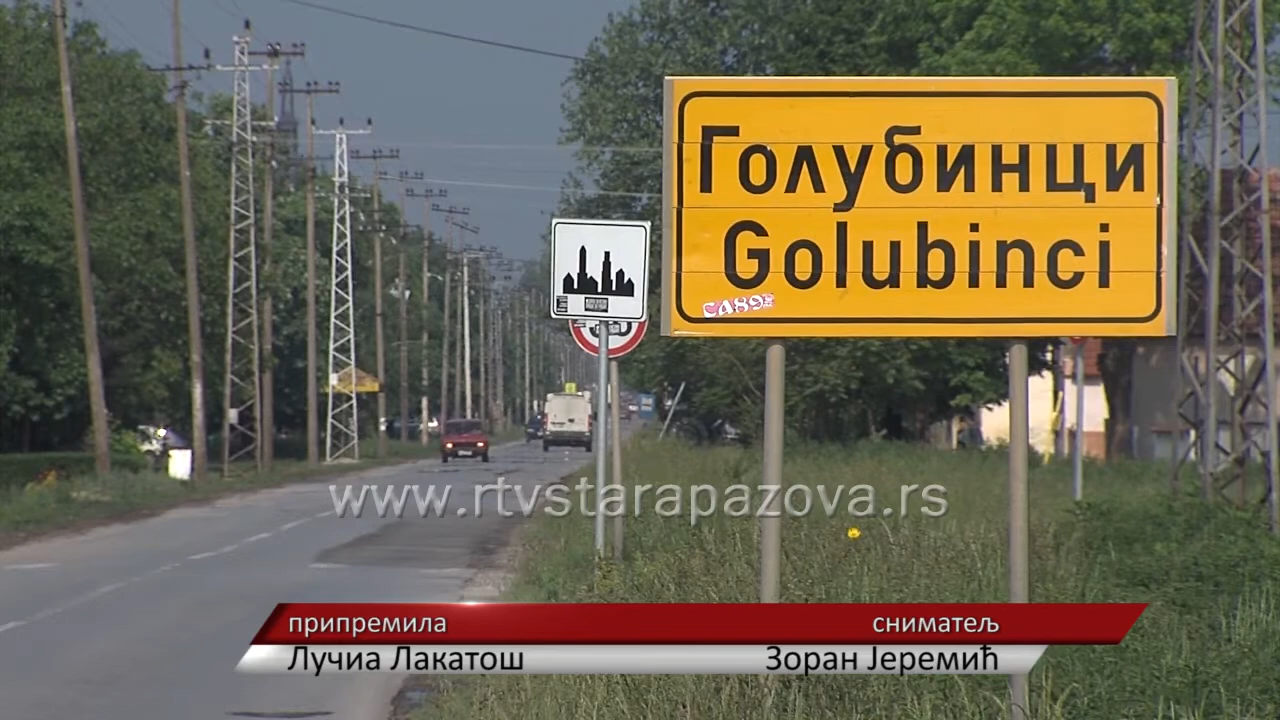 Голубинци
Golubinci
www.rtvstarapazova.rs
припремила
сниматељ
Лучиа Лакатош
Зоран Јеремић